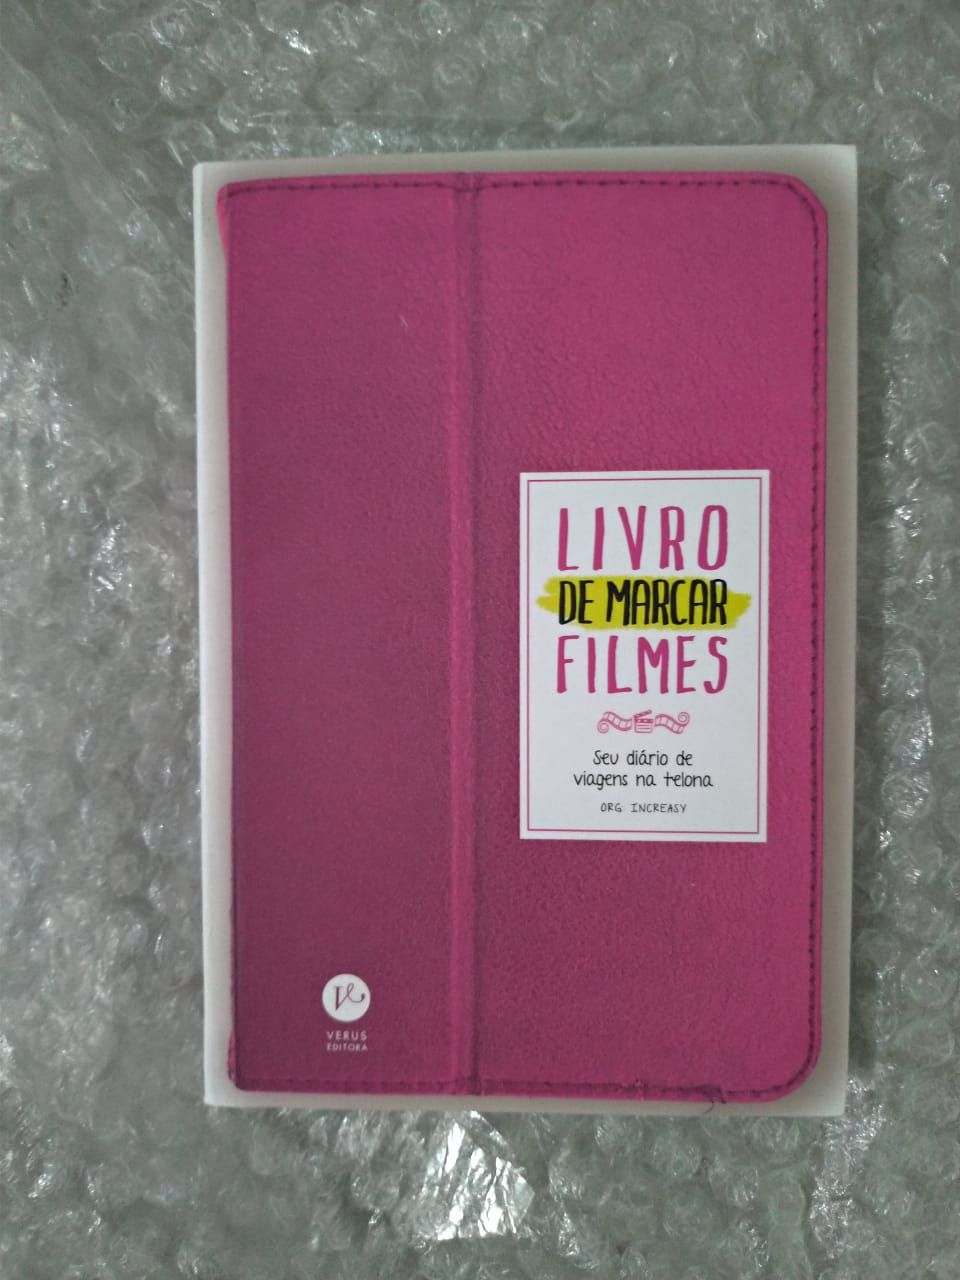 LIVRO
DE MARCAR
FILMES
Seu diário de
viagens na telona
ORG. INCREASY
VERUS
EDITORA